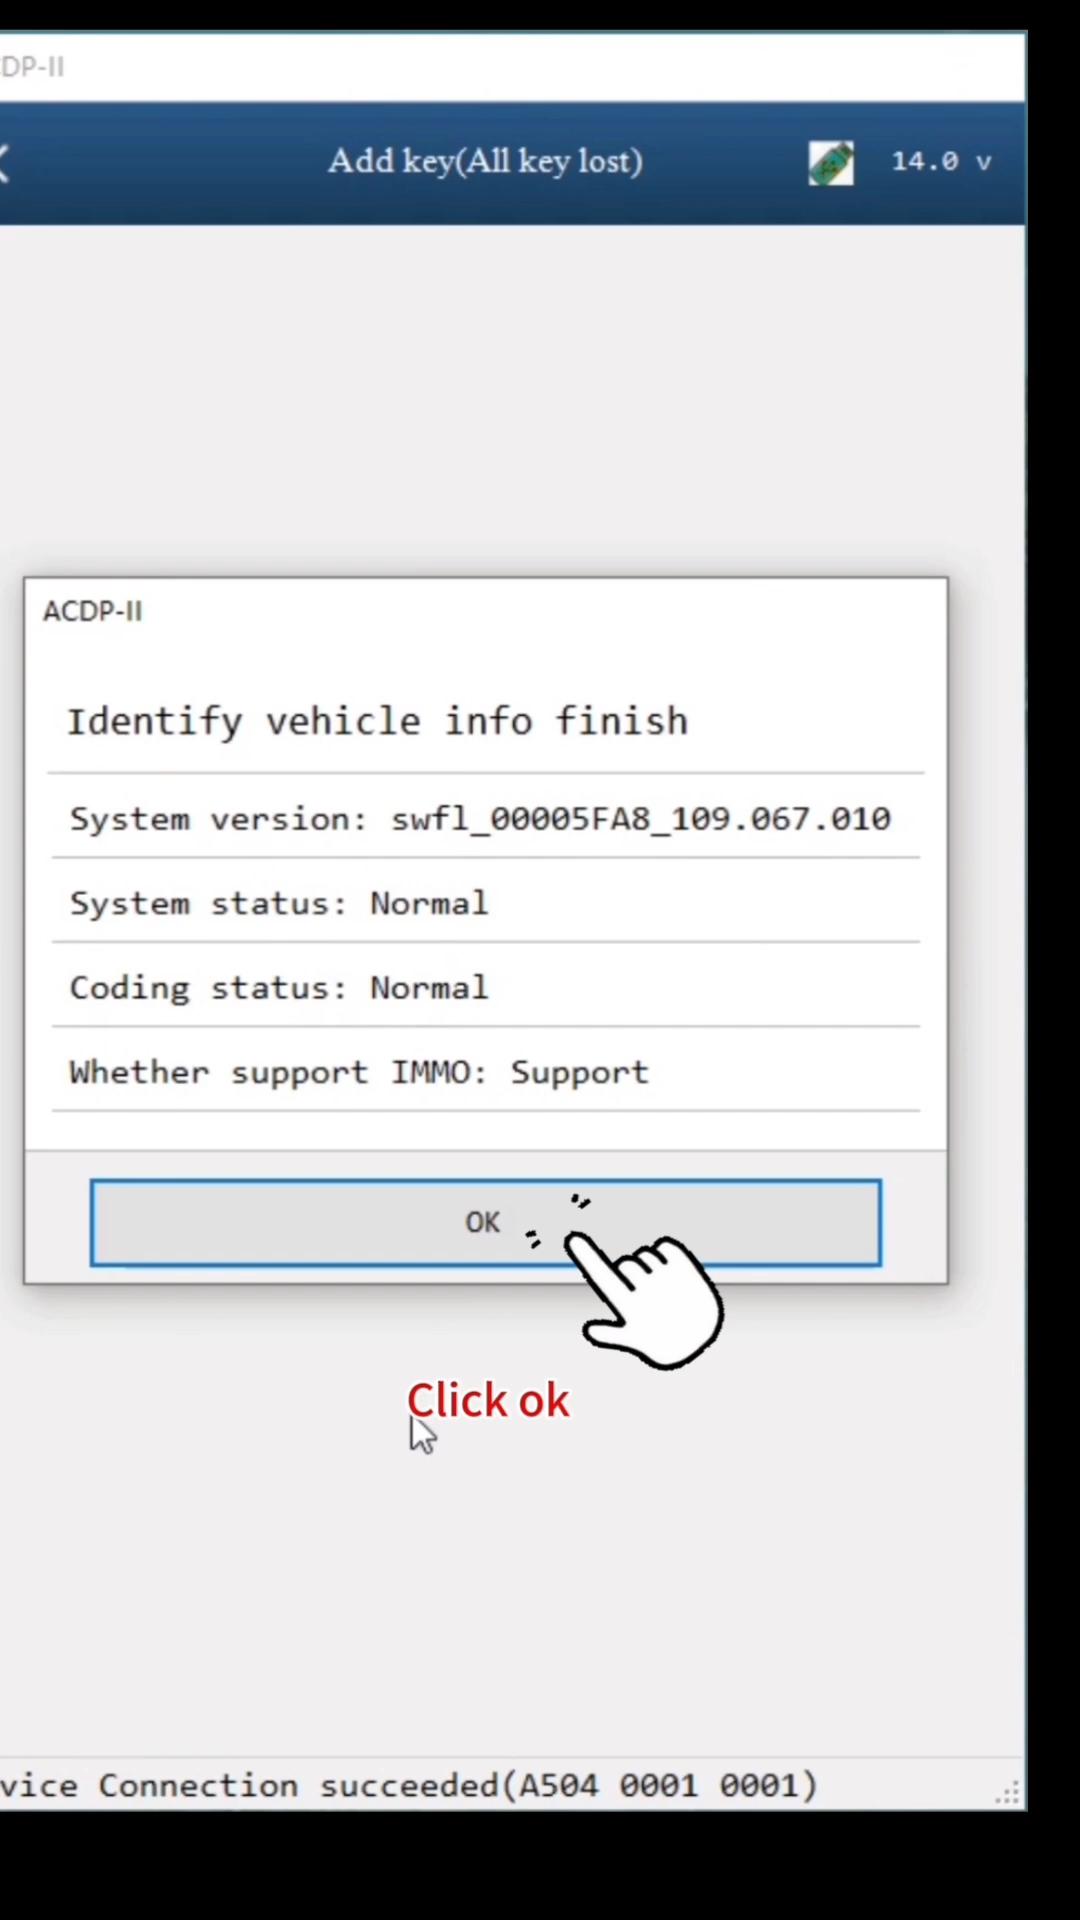 DP-II
Add key(All key lost)
14.0 v
ACDP-II
Identify vehicle info finish
System version: swfl_00005FA8_109.067.010
System status: Normal
Coding status: Normal
Whether support IMMO: Support
OK
Click ok
vice Connection succeeded(A504 0001 0001)